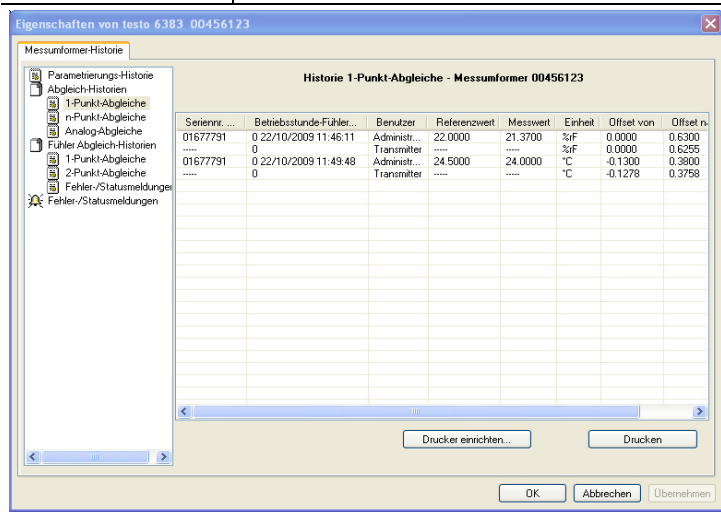 Eigenschaften von testo 6383 00456123
Messumformer-Historie
Parametrierungs-Historie
Abgleich-Historien
1-Punkt-Abgleiche
n-Punkt-Abgleiche
Analog-Abgleiche
Fühler Abgleich-Historien
1-Punkt-Abgleiche
2-Punkt-Abgleiche
Fehler-/Statusmeldungen
Fehler-/Statusmeldungen
Historie 1-Punkt-Abgleiche - Messumformer 00456123
Seriennr. ... Betriebsstunde-Fühler... Benutzer Referenzwert Messwert Einheit Offset von Offset n
01677791 0 22/10/2009 11:46:11 Administr... 22.0000 21.3700 %rF 0.0000 0.6300
----- 0 Transmitter ----- ----- %rF 0.0000 0.6255
01677791 0 22/10/2009 11:49:48 Administr... 24.5000 24.0000 °C -0.1300 0.3800
----- 0 Transmitter ----- ----- °C -0.1278 0.3758
Drucker einrichten... Drucken
OK Abbrechen Übernehmen